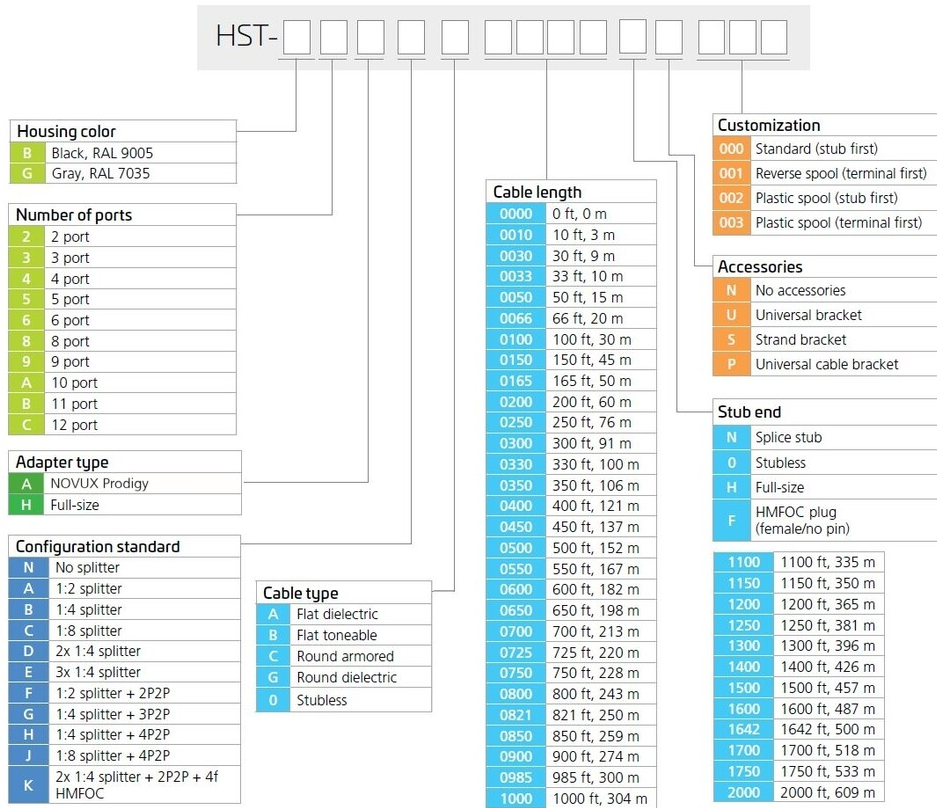 HST-
Housing color
B Black, RAL 9005
G Gray, RAL 7035
Number of ports
2 2 port
3 3 port
4 4 port
5 5 port
6 6 port
8 8 port
9 9 port
A 10 port
B 11 port
C 12 port
Adapter type
A NOVUX Prodigy
H Full-size
Configuration standard
N No splitter
A 1:2 splitter
B 1:4 splitter
C 1:8 splitter
D 2x 1:4 splitter
E 3x 1:4 splitter
F 1:2 splitter + 2P2P
G 1:4 splitter + 3P2P
H 1:4 splitter + 4P2P
J 1:8 splitter + 4P2P
K 2x 1:4 splitter + 2P2P + 4f
HMFOC
Cable type
A Flat dielectric
B Flat toneable
C Round armored
G Round dielectric
0 Stubless
Cable length
0000 0 ft, 0 m
0010 10 ft, 3 m
0030 30 ft, 9 m
0033 33 ft, 10 m
0050 50 ft, 15 m
0066 66 ft, 20 m
0100 100 ft, 30 m
0150 150 ft, 45 m
0165 165 ft, 50 m
0200 200 ft, 60 m
0250 250 ft, 76 m
0300 300 ft, 91 m
0330 330 ft, 100 m
0350 350 ft, 106 m
0400 400 ft, 121 m
0450 450 ft, 137 m
0500 500 ft, 152 m
0550 550 ft, 167 m
0600 600 ft, 182 m
0650 650 ft, 198 m
0700 700 ft, 213 m
0725 725 ft, 220 m
0750 750 ft, 228 m
0800 800 ft, 243 m
0821 821 ft, 250 m
0850 850 ft, 259 m
0900 900 ft, 274 m
0985 985 ft, 300 m
1000 1000 ft, 304 m
Customization
000 Standard (stub first)
001 Reverse spool (terminal first)
002 Plastic spool (stub first)
003 Plastic spool (terminal first)
Accessories
N No accessories
U Universal bracket
S Strand bracket
P Universal cable bracket
Stub end
N Splice stub
0 Stubless
H Full-size
F HMFOC plug
(female/no pin)
1100 1100 ft, 335 m
1150 1150 ft, 350 m
1200 1200 ft, 365 m
1250 1250 ft, 381 m
1300 1300 ft, 396 m
1400 1400 ft, 426 m
1500 1500 ft, 457 m
1600 1600 ft, 487 m
1642 1642 ft, 500 m
1700 1700 ft, 518 m
1750 1750 ft, 533 m
2000 2000 ft, 609 m